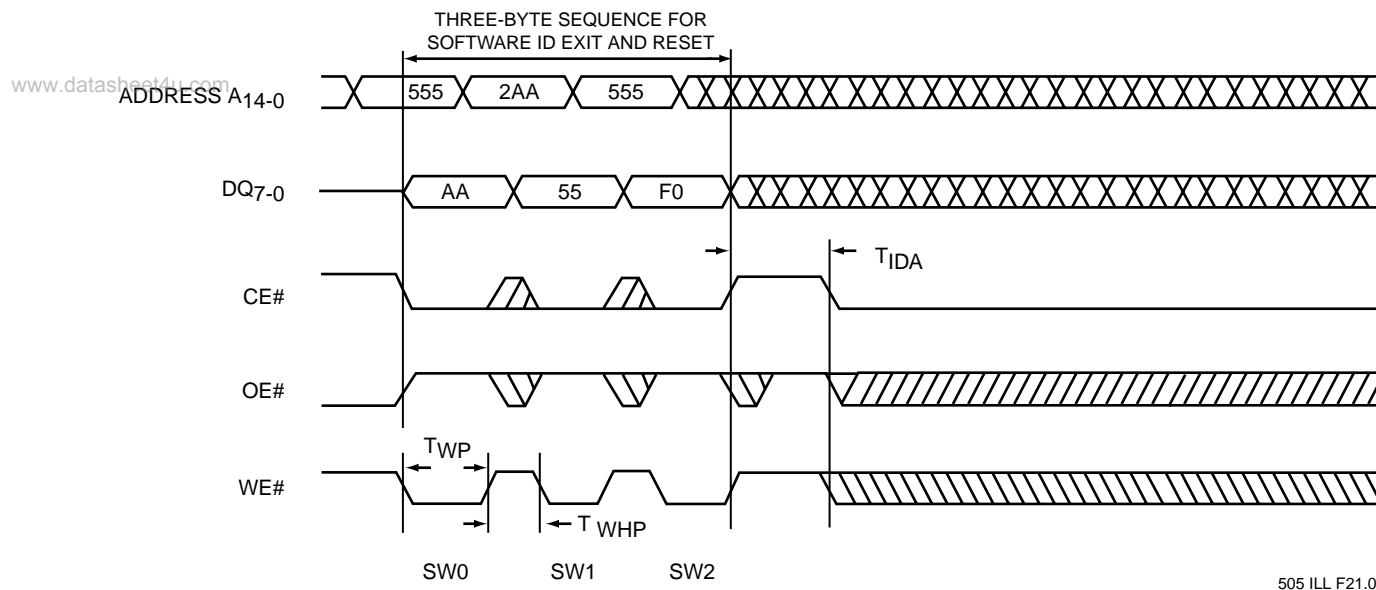 THREE-BYTE SEQUENCE FOR
SOFTWARE ID EXIT AND RESET
www.datasheet4u.com
ADDRESS A14-0
555 2AA 555
DQ7-0
AA 55 F0
TIDA
CE#
OE#
TWP
WE#
T WHP
SW0 SW1 SW2
505 ILL F21.0